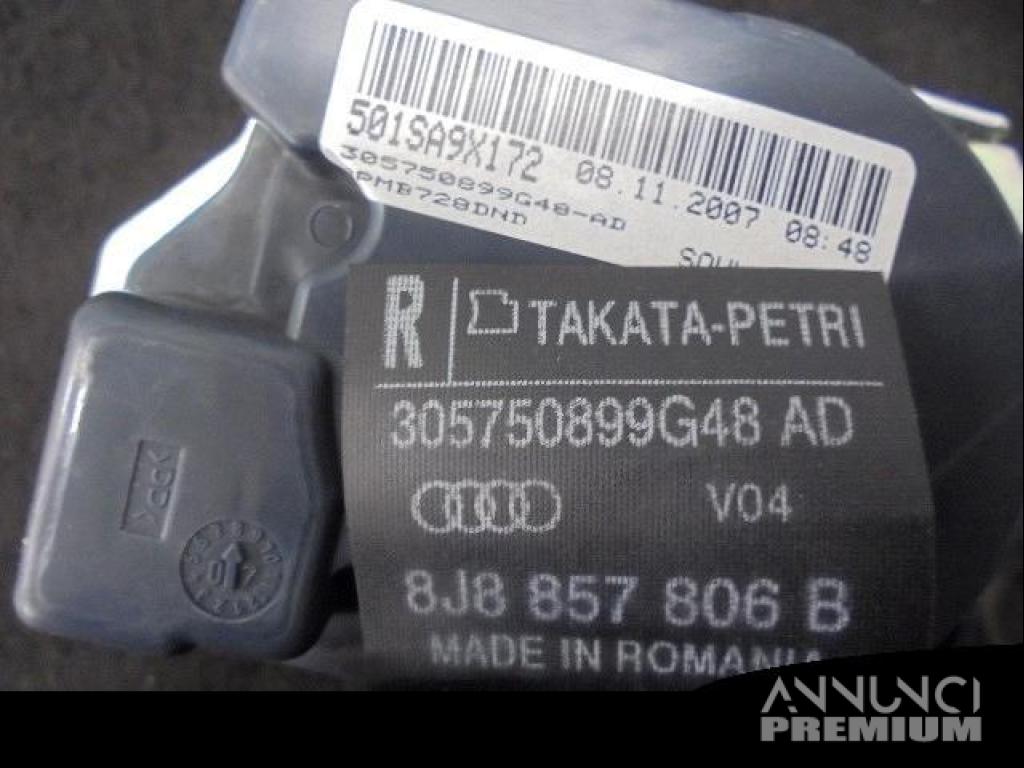 501SA9X172 08.11.2007 08:48
305750899G48-AD
R TAKATA-PETRI
305750899G48 AD
V04
8J8 857 806 B
MADE IN ROMANIA
07
ANNUNCI
PREMIUM